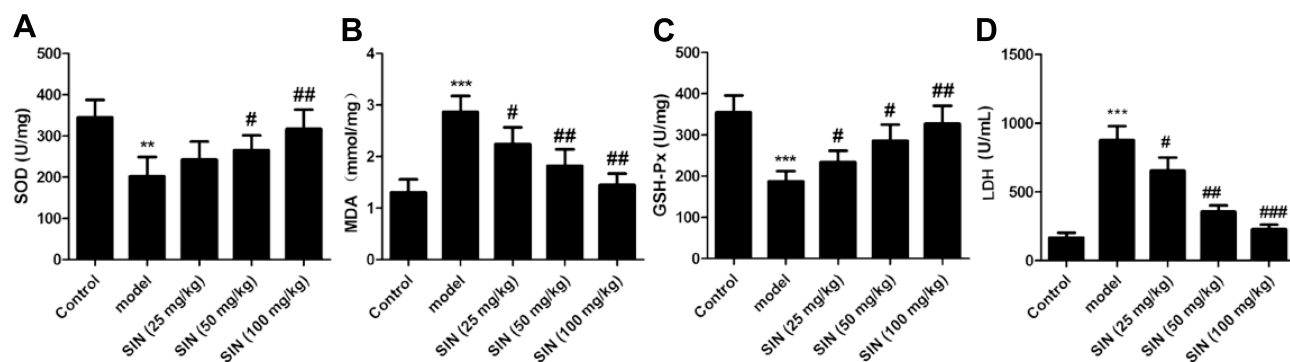 A
SOD (U/mg)
500
400
300
200
100
0
**
#
##
Control
model
SIN (25 mg/kg)
SIN (50 mg/kg)
SIN (100 mg/kg)
B
MDA (mmol/mg)
4
3
2
1
0
***
#
##
##
Control
model
SIN (25 mg/kg)
SIN (50 mg/kg)
SIN (100 mg/kg)
C
GSH-Px (U/mg)
500
400
300
200
100
0
***
#
#
##
Control
model
SIN (25 mg/kg)
SIN (50 mg/kg)
SIN (100 mg/kg)
D
LDH (U/mL)
1500
1000
500
0
***
#
##
###
Control
model
SIN (25 mg/kg)
SIN (50 mg/kg)
SIN (100 mg/kg)